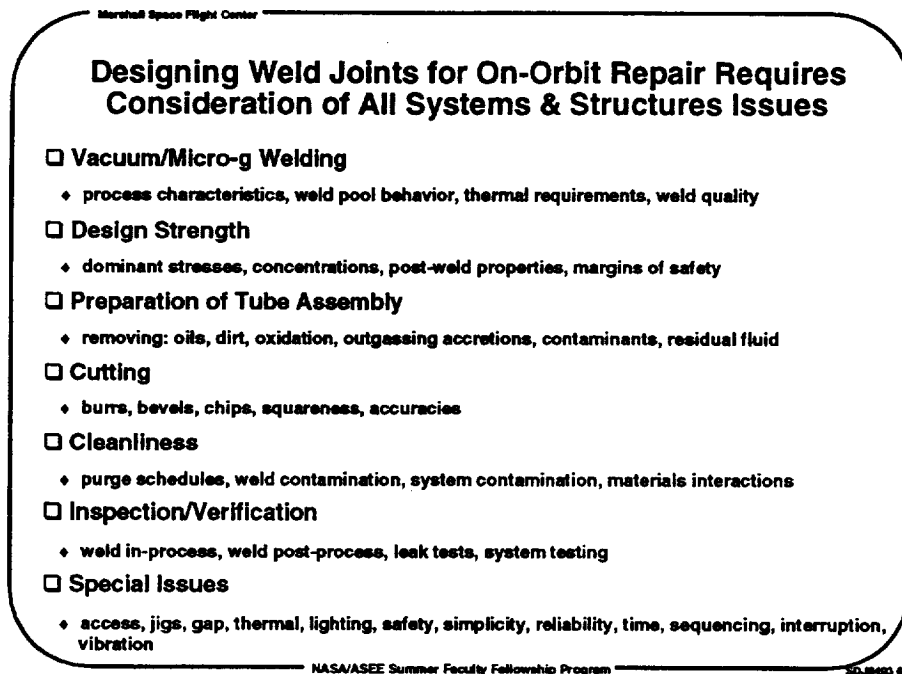 Marshall Space Flight Center
Designing Weld Joints for On-Orbit Repair Requires
Consideration of All Systems & Structures Issues
❑ Vacuum/Micro-g Welding
♦ process characteristics, weld pool behavior, thermal requirements, weld quality
❑ Design Strength
♦ dominant stresses, concentrations, post-weld properties, margins of safety
❑ Preparation of Tube Assembly
♦ removing: oils, dirt, oxidation, outgassing accretions, contaminants, residual fluid
❑ Cutting
♦ burrs, bevels, chips, squareness, accuracies
❑ Cleanliness
♦ purge schedules, weld contamination, system contamination, materials interactions
❑ Inspection/Verification
♦ weld in-process, weld post-process, leak tests, system testing
❑ Special Issues
♦ access, jigs, gap, thermal, lighting, safety, simplicity, reliability, time, sequencing, interruption,
vibration
NASA/ASEE Summer Faculty Fellowship Program